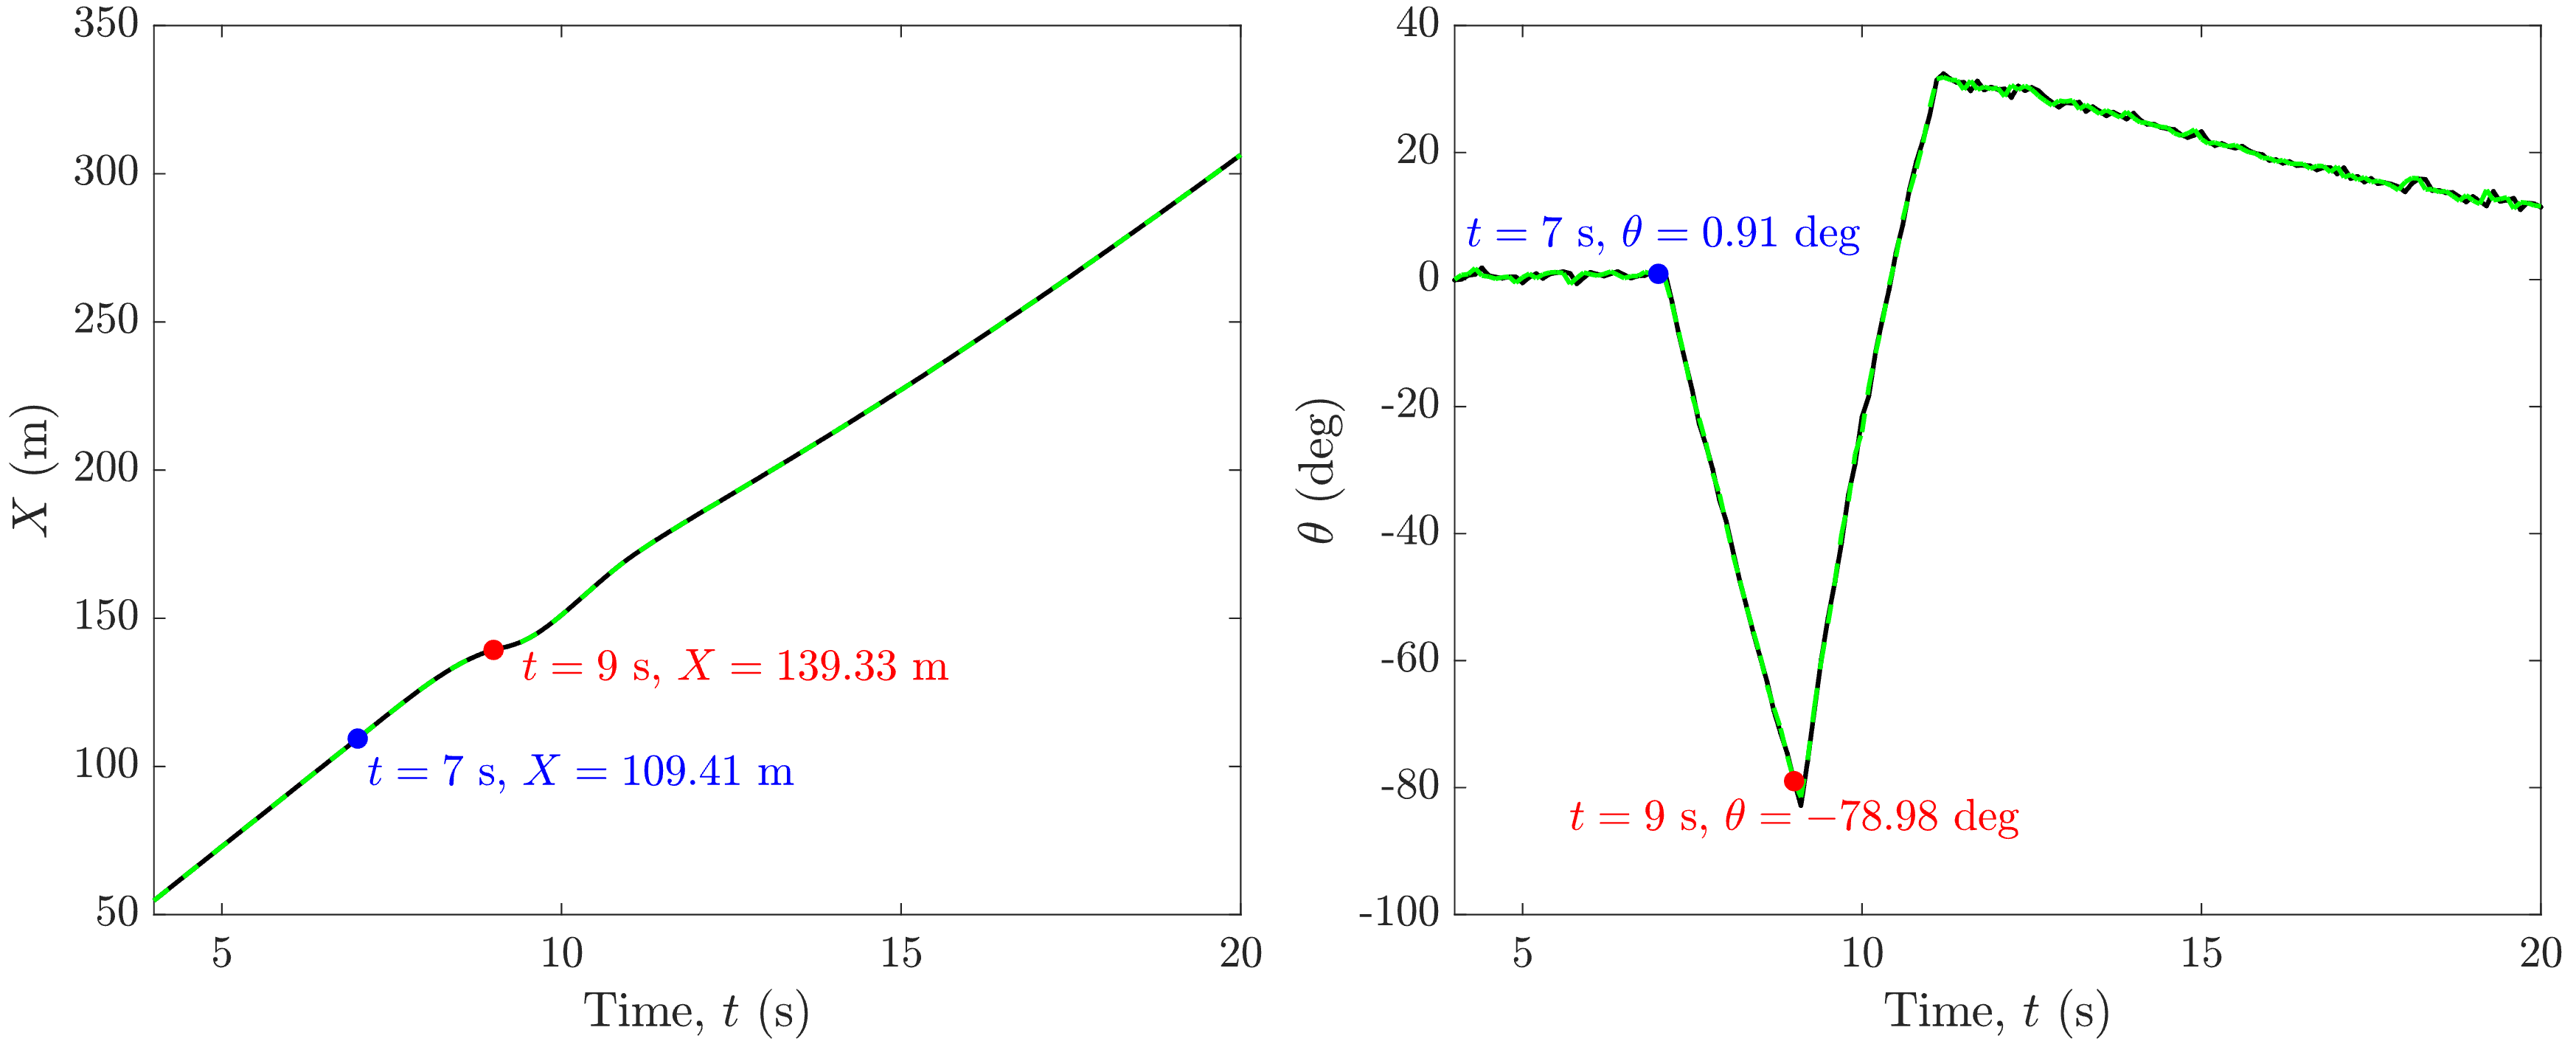 350
300
250
200
150
100
50
X (m)
t = 9 s, X = 139.33 m
t = 7 s, X = 109.41 m
5 10 15 20
Time, t (s)
40
20
0
-20
-40
-60
-80
-100
θ (deg)
t = 7 s, θ = 0.91 deg
t = 9 s, θ = −78.98 deg
5 10 15 20
Time, t (s)